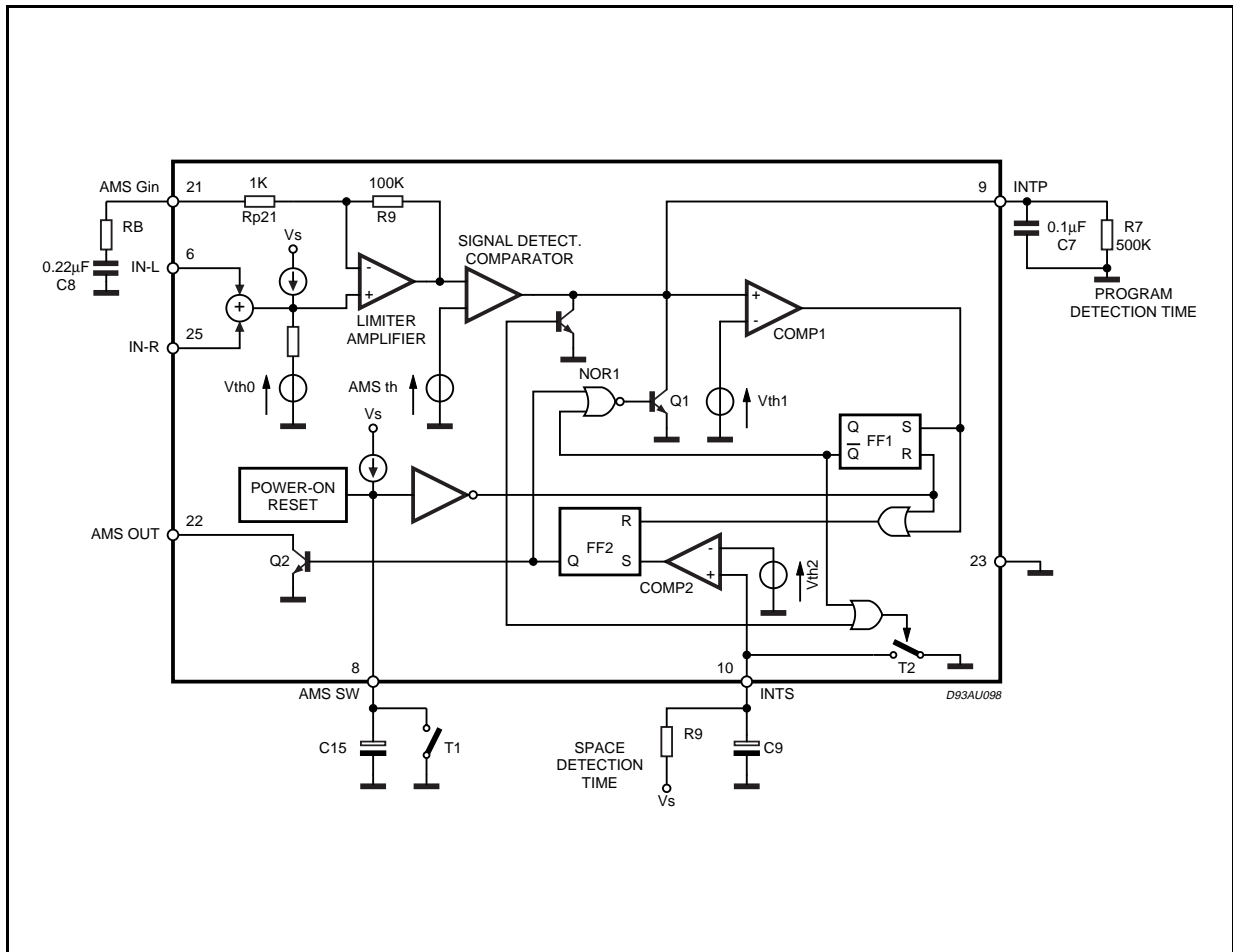 AMS Gin
21
1K
Rp21
100K
R9
9
INTP
RB
0.22µF
C8
6
IN-L
Vs
SIGNAL DETECT.
COMPARATOR
0.1µF
C7
R7
500K
PROGRAM
DETECTION TIME
-
+
+
LIMITER
AMPLIFIER
+
-
COMP1
25
IN-R
Vth0
AMS th
NOR1
Q1
Vth1
Vs
Q S
Q R
FF1
POWER-ON
RESET
22
AMS OUT
Q2
R
FF2
Q S
-
+
COMP2
Vth2
23
T2
8
AMS SW
10
INTS
D93AU098
C15
T1
SPACE
DETECTION
TIME
R9
C9
Vs